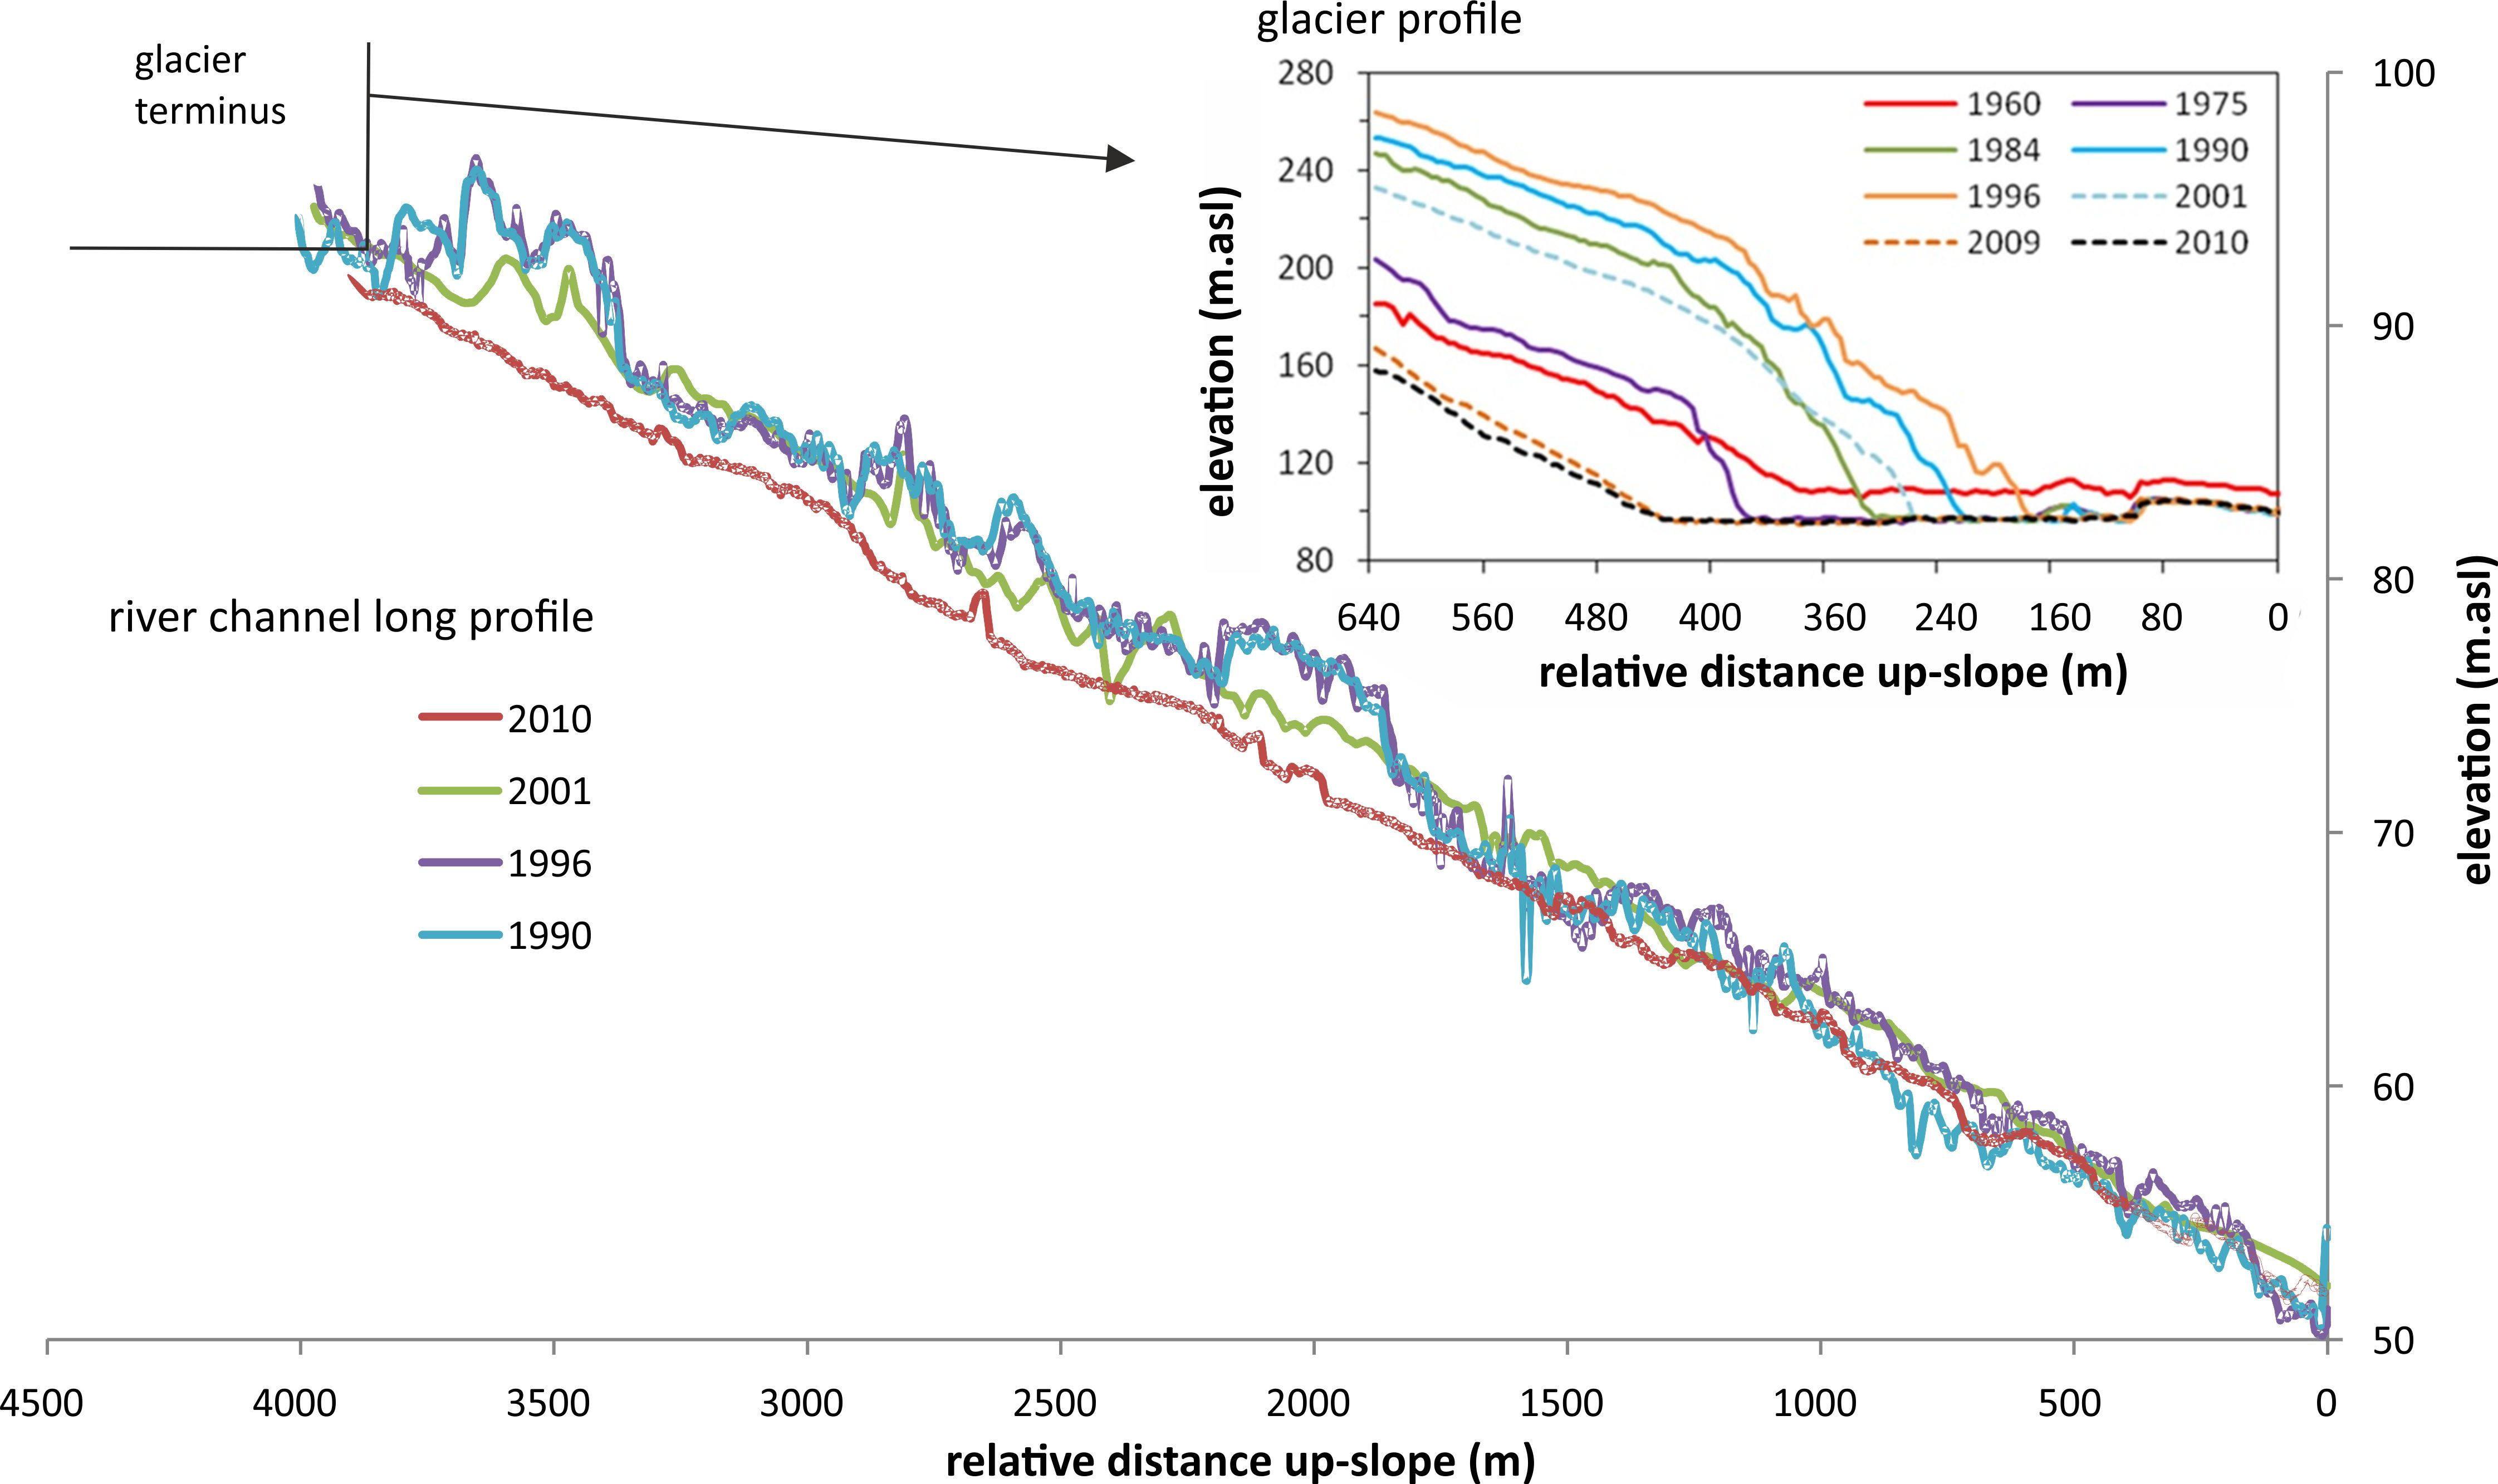 glacier profile
glacier
terminus
280
240
200
160
120
80
elevation (m.asl)
1960 1975
1984 1990
1996 2001
2009 2010
640 560 480 400 360 240 160 80 0
relative distance up-slope (m)
100
90
80
70
60
50
elevation (m.asl)
river channel long profile
2010
2001
1996
1990
4500 4000 3500 3000 2500 2000 1500 1000 500 0
relative distance up-slope (m)